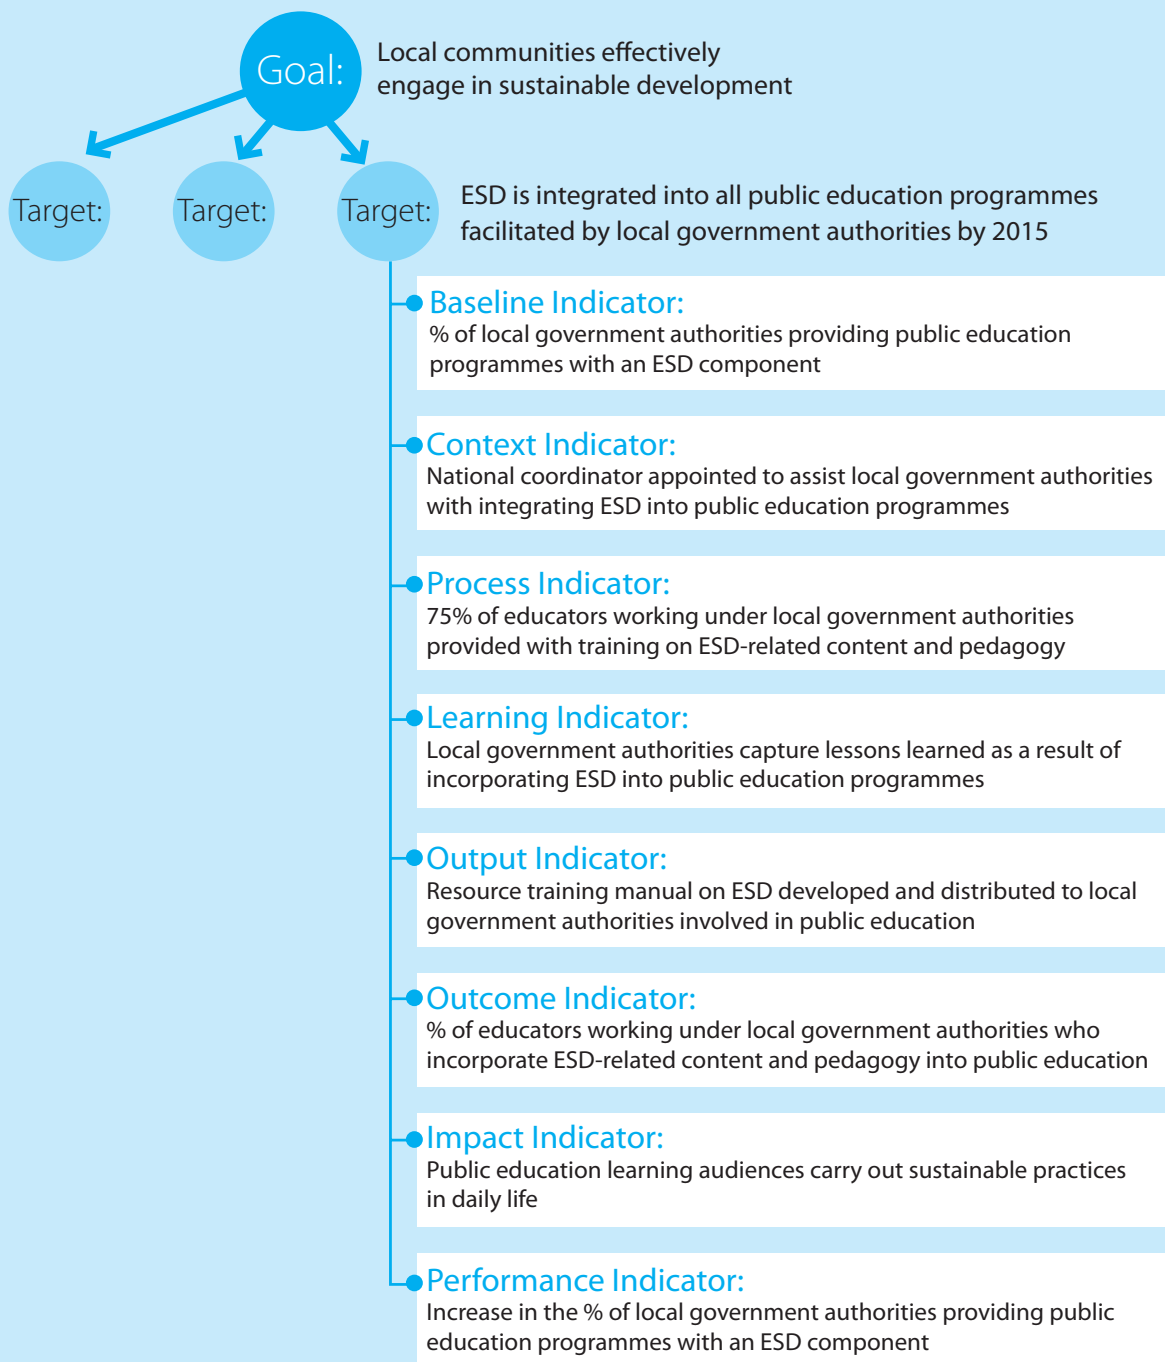 Goal:
Local communities effectively
engage in sustainable development
Target:
Target:
Target:
ESD is integrated into all public education programmes
facilitated by local government authorities by 2015
Baseline Indicator:
% of local government authorities providing public education
programmes with an ESD component
Context Indicator:
National coordinator appointed to assist local government authorities
with integrating ESD into public education programmes
Process Indicator:
75% of educators working under local government authorities
provided with training on ESD-related content and pedagogy
Learning Indicator:
Local government authorities capture lessons learned as a result of
incorporating ESD into public education programmes
Output Indicator:
Resource training manual on ESD developed and distributed to local
government authorities involved in public education
Outcome Indicator:
% of educators working under local government authorities who
incorporate ESD-related content and pedagogy into public education
Impact Indicator:
Public education learning audiences carry out sustainable practices
in daily life
Performance Indicator:
Increase in the % of local government authorities providing public
education programmes with an ESD component